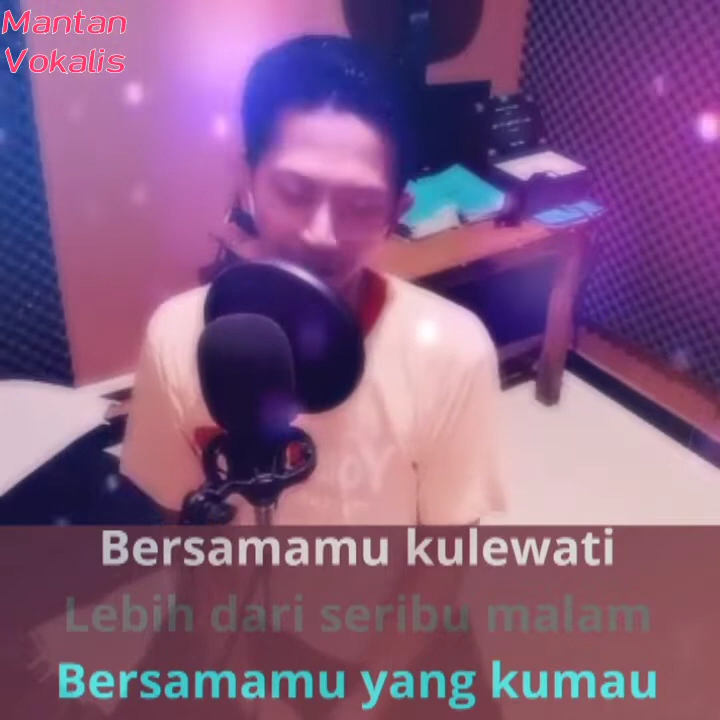 Mantan
Vokalis
Bersamamu kulewati
Lebih dari seribu malam
Bersamamu yang kumau